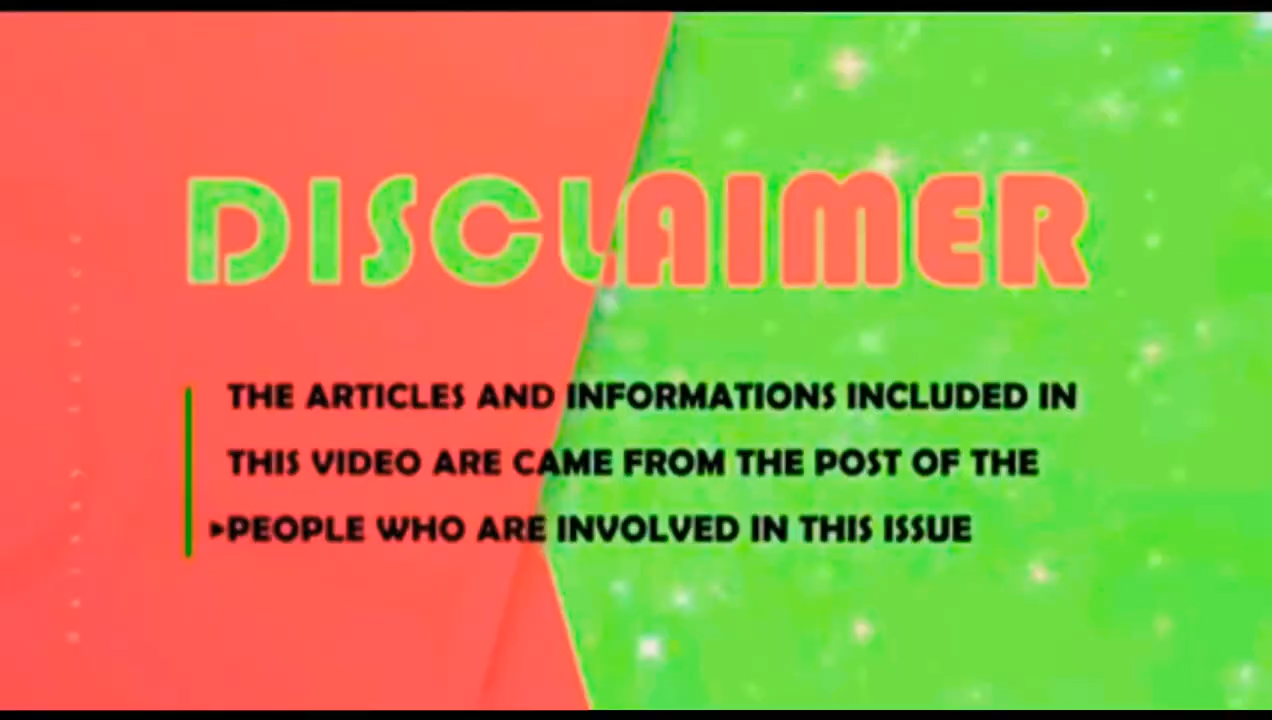 DISCLAIMER
THE ARTICLES AND INFORMATIONS INCLUDED IN
THIS VIDEO ARE CAME FROM THE POST OF THE
PEOPLE WHO ARE INVOLVED IN THIS ISSUE